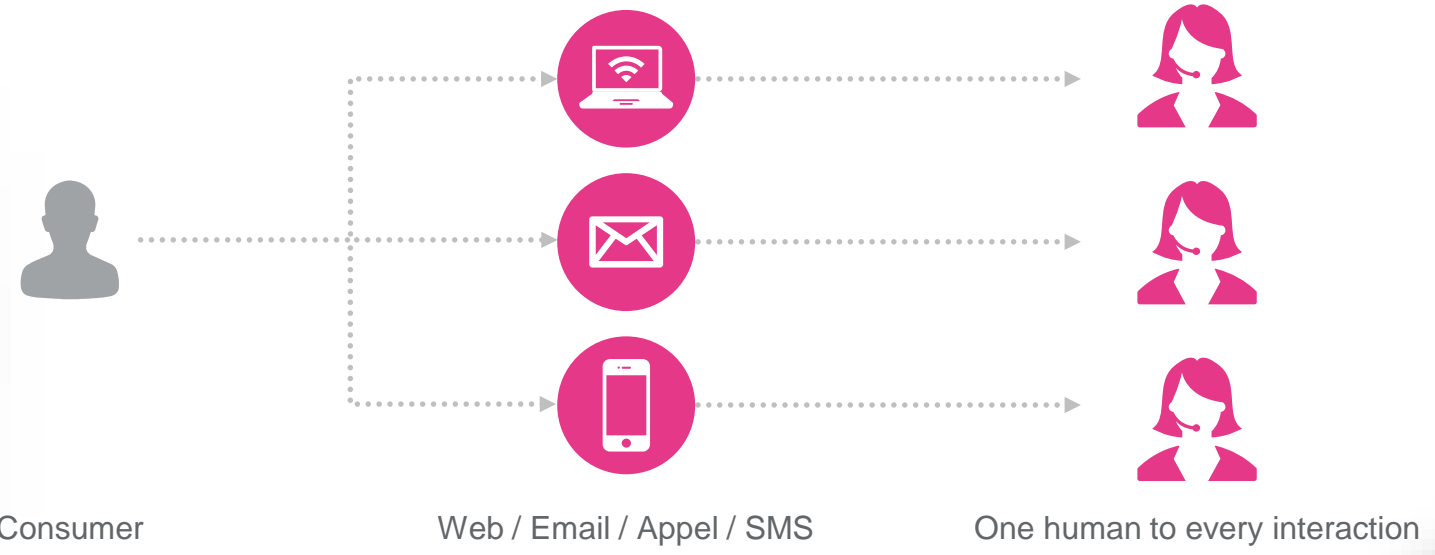 Consumer
Web / Email / Appel / SMS
One human to every interaction